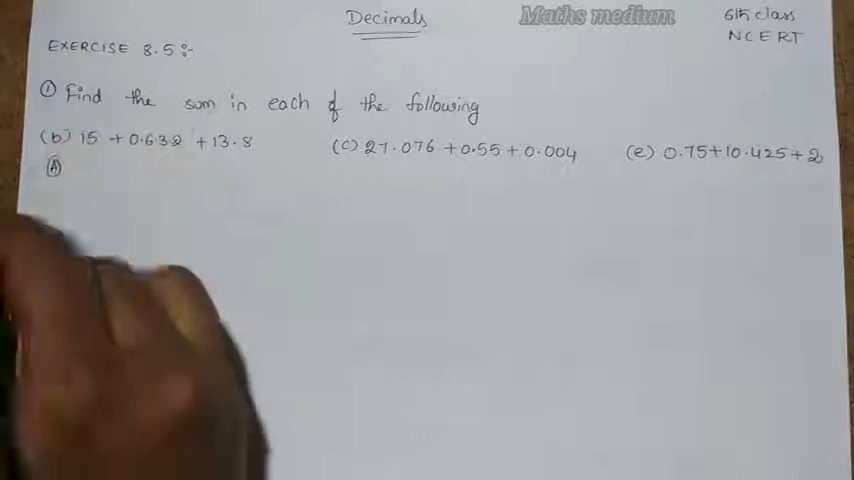 Decimals
Maths medium
6th class
NCERT
EXERCISE 8.5:-
① Find the sum in each of the following
(b) 15 + 0.632 + 13.8
(c) 27.076 + 0.55 + 0.004
(e) 0.75+10.425+2
Ⓐ